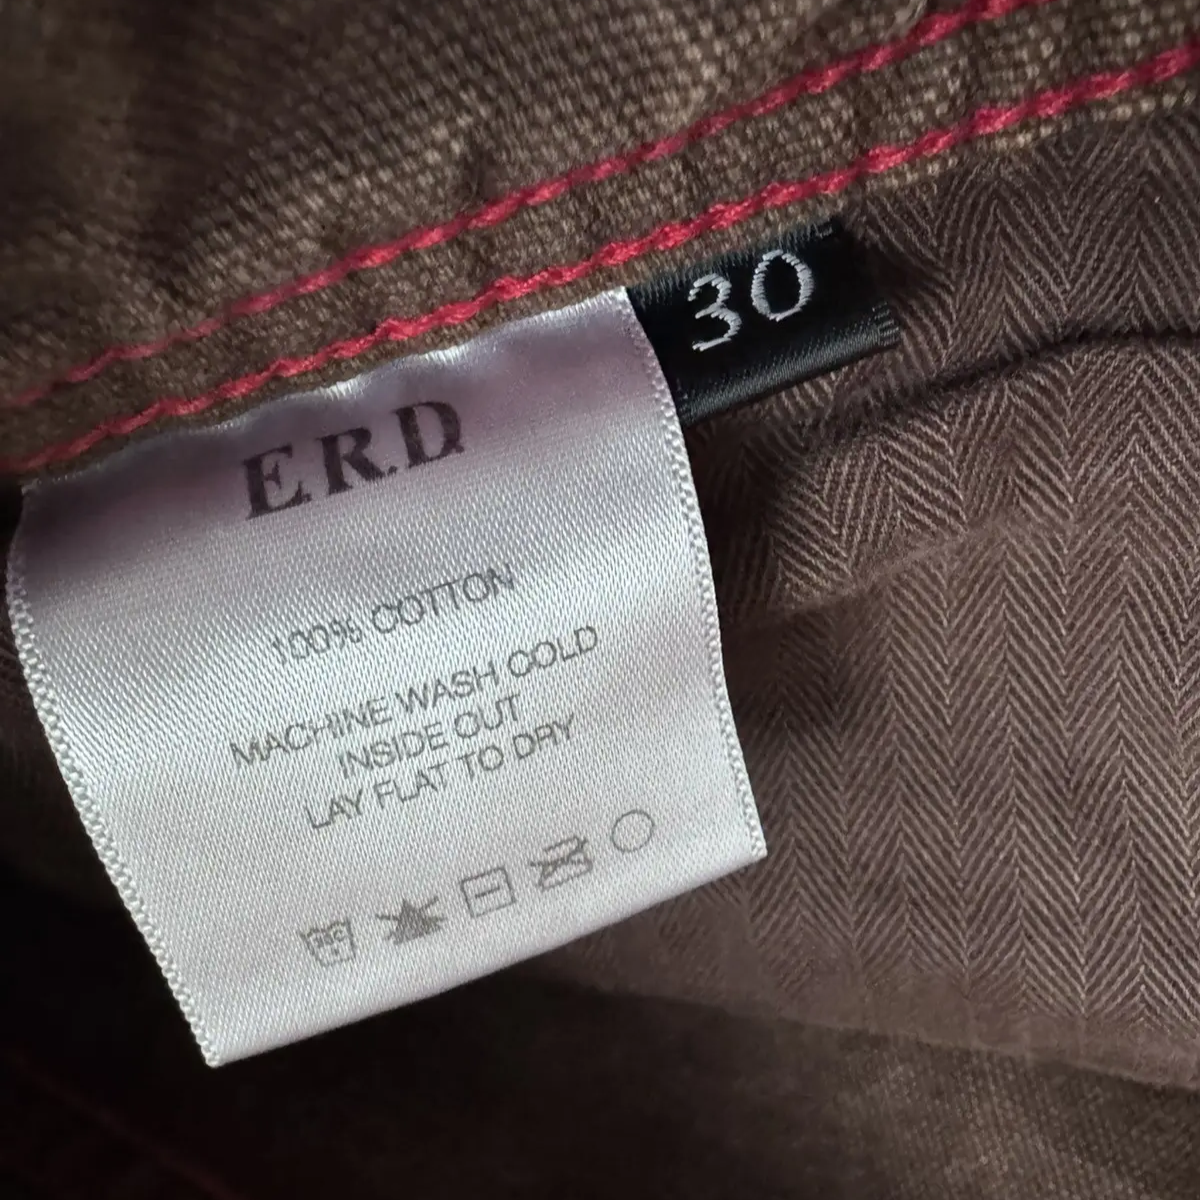 30
E.R.D
100% COTTON
MACHINE WASH COLD
INSIDE OUT
LAY FLAT TO DRY